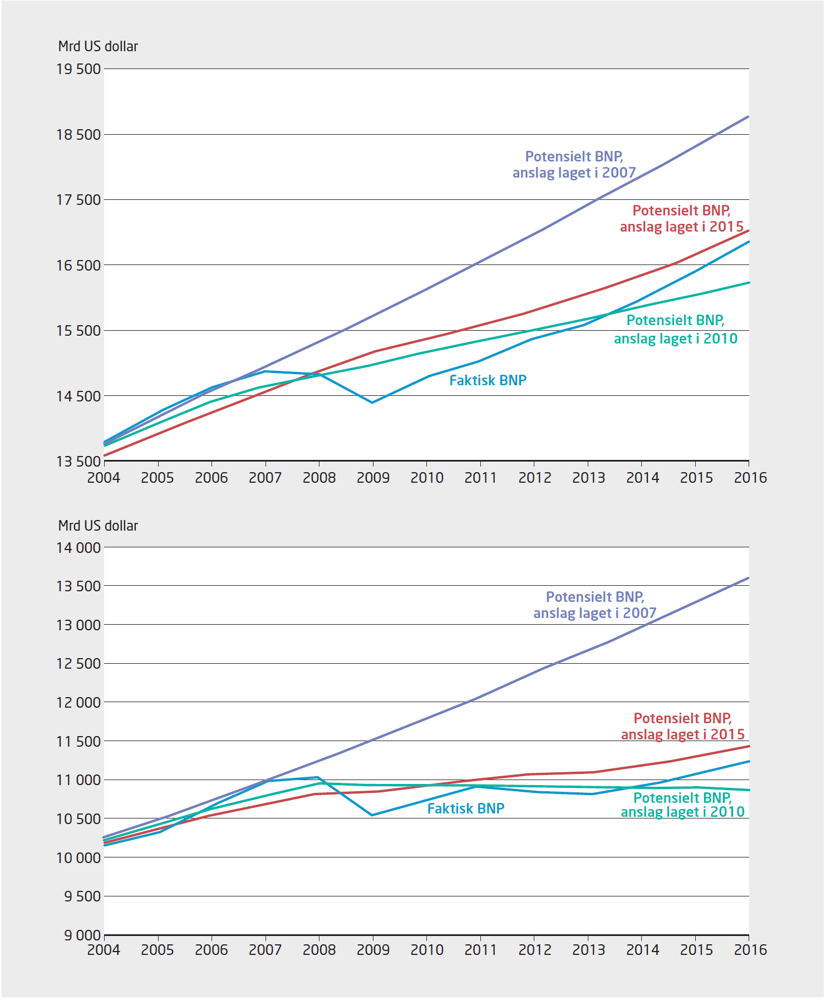 Mrd US dollar
19 500
18 500
Potensielt BNP,
anslag laget i 2007
17 500
Potensielt BNP,
anslag laget i 2015
16 500
15 500
Potensielt BNP,
anslag laget i 2010
Faktisk BNP
14 500
13 500
2004 2005 2006 2007 2008 2009 2010 2011 2012 2013 2014 2015 2016
Mrd US dollar
14 000
13 500
Potensielt BNP,
anslag laget i 2007
13 000
12 500
12 000
Potensielt BNP,
anslag laget i 2015
11 500
11 000
Potensielt BNP,
anslag laget i 2010
Faktisk BNP
10 500
10 000
9 500
9 000
2004 2005 2006 2007 2008 2009 2010 2011 2012 2013 2014 2015 2016